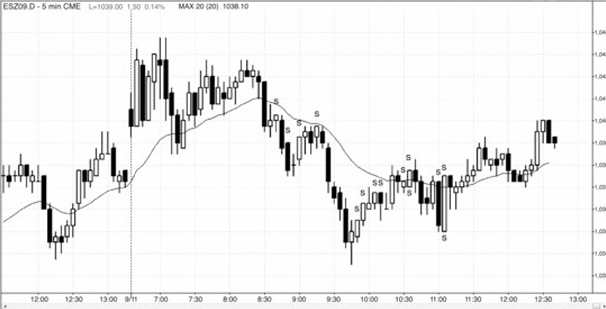 ESZ09.D - 5 min CME L=1039.00 1.50 0.14% MAX 20 (20) 1038.10
S
S S S
S S S S S S S S S S
S
12:00 12:30 13:00 9/11 7:00 7:30 8:00 8:30 9:00 9:30 10:00 10:30 11:00 11:30 12:00 12:30 13:00